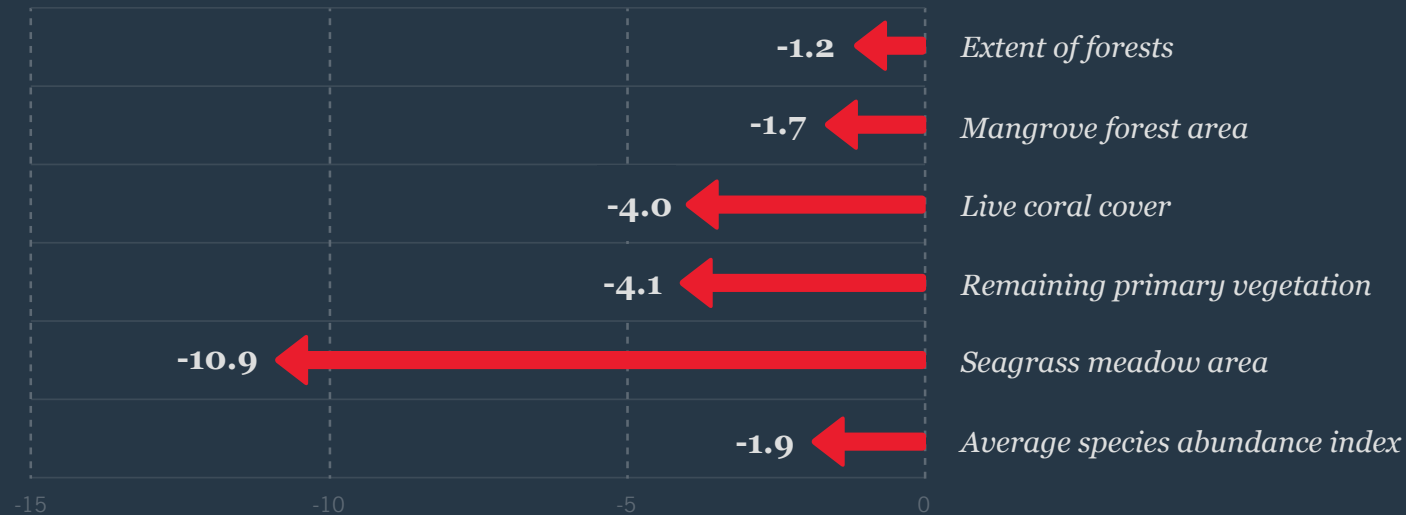 -1.2 Extent of forests
-1.7 Mangrove forest area
-4.0 Live coral cover
-4.1 Remaining primary vegetation
-10.9 Seagrass meadow area
-1.9 Average species abundance index
-15 -10 -5 0